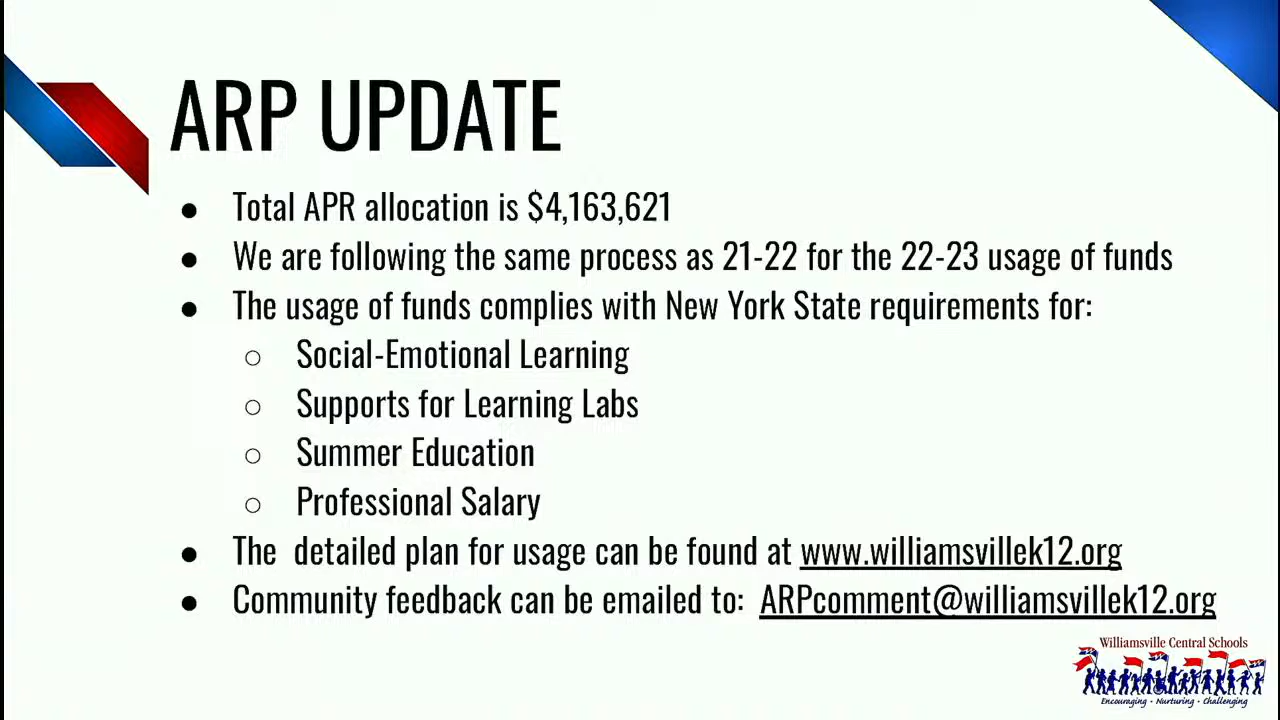 ARP UPDATE
● Total APR allocation is $4,163,621
● We are following the same process as 21-22 for the 22-23 usage of funds
● The usage of funds complies with New York State requirements for:
○ Social-Emotional Learning
○ Supports for Learning Labs
○ Summer Education
○ Professional Salary
● The detailed plan for usage can be found at www.williamsvillek12.org
● Community feedback can be emailed to: ARPcomment@williamsvillek12.org
Williamsville Central Schools
Encouraging • Nurturing • Challenging